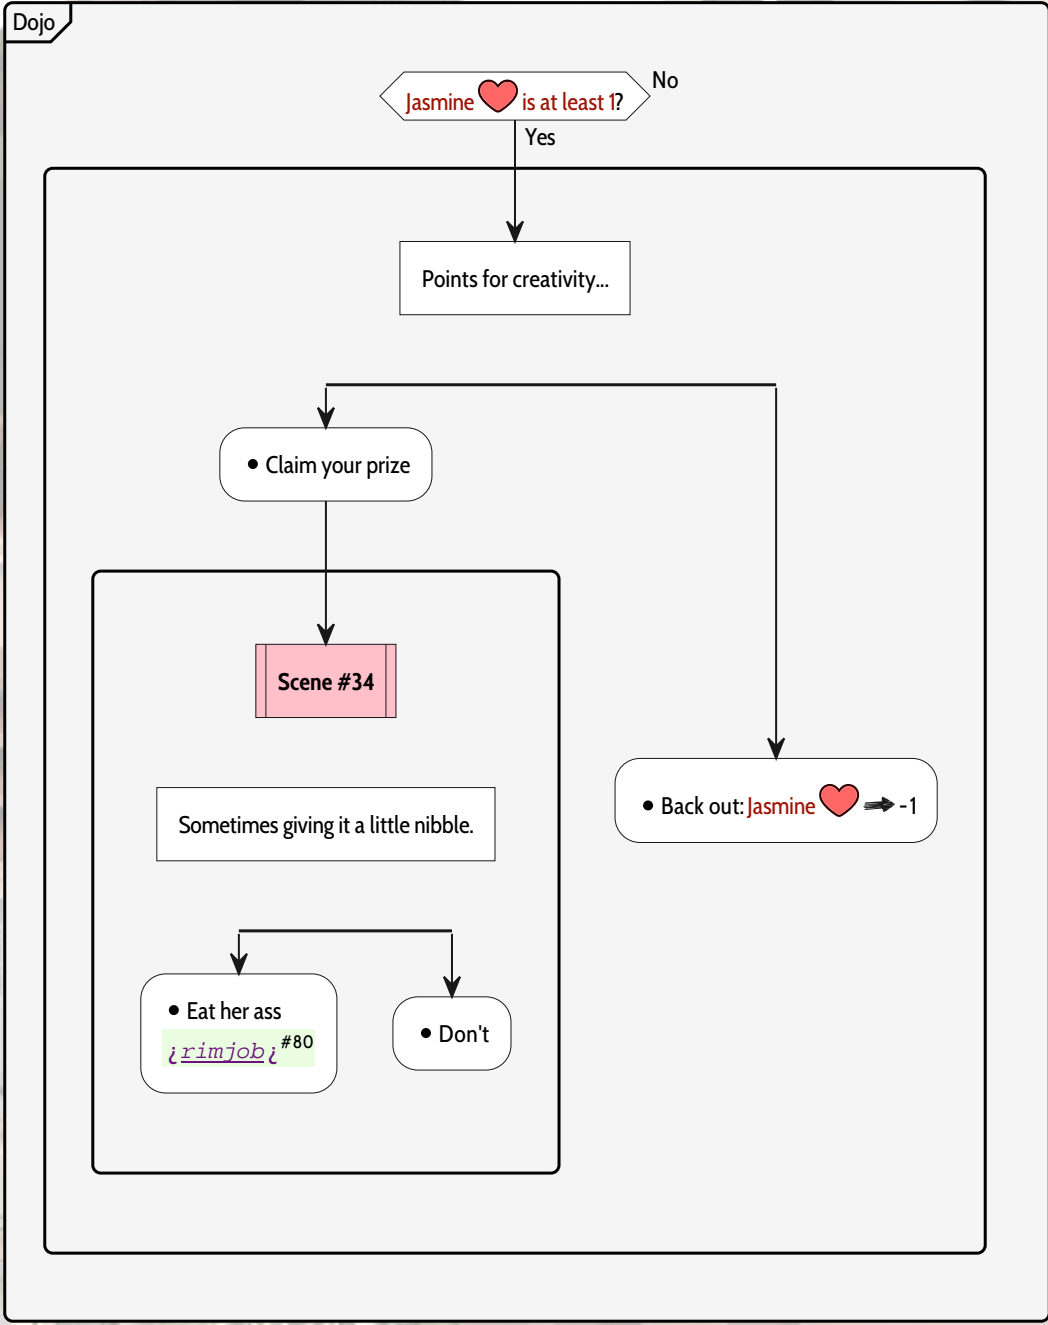 Dojo
Jasmine is at least 1?
No
Yes
Points for creativity...
• Claim your prize
Scene #34
Sometimes giving it a little nibble.
• Back out: Jasmine -1
• Eat her ass
¿rimjob¿#80
• Don't